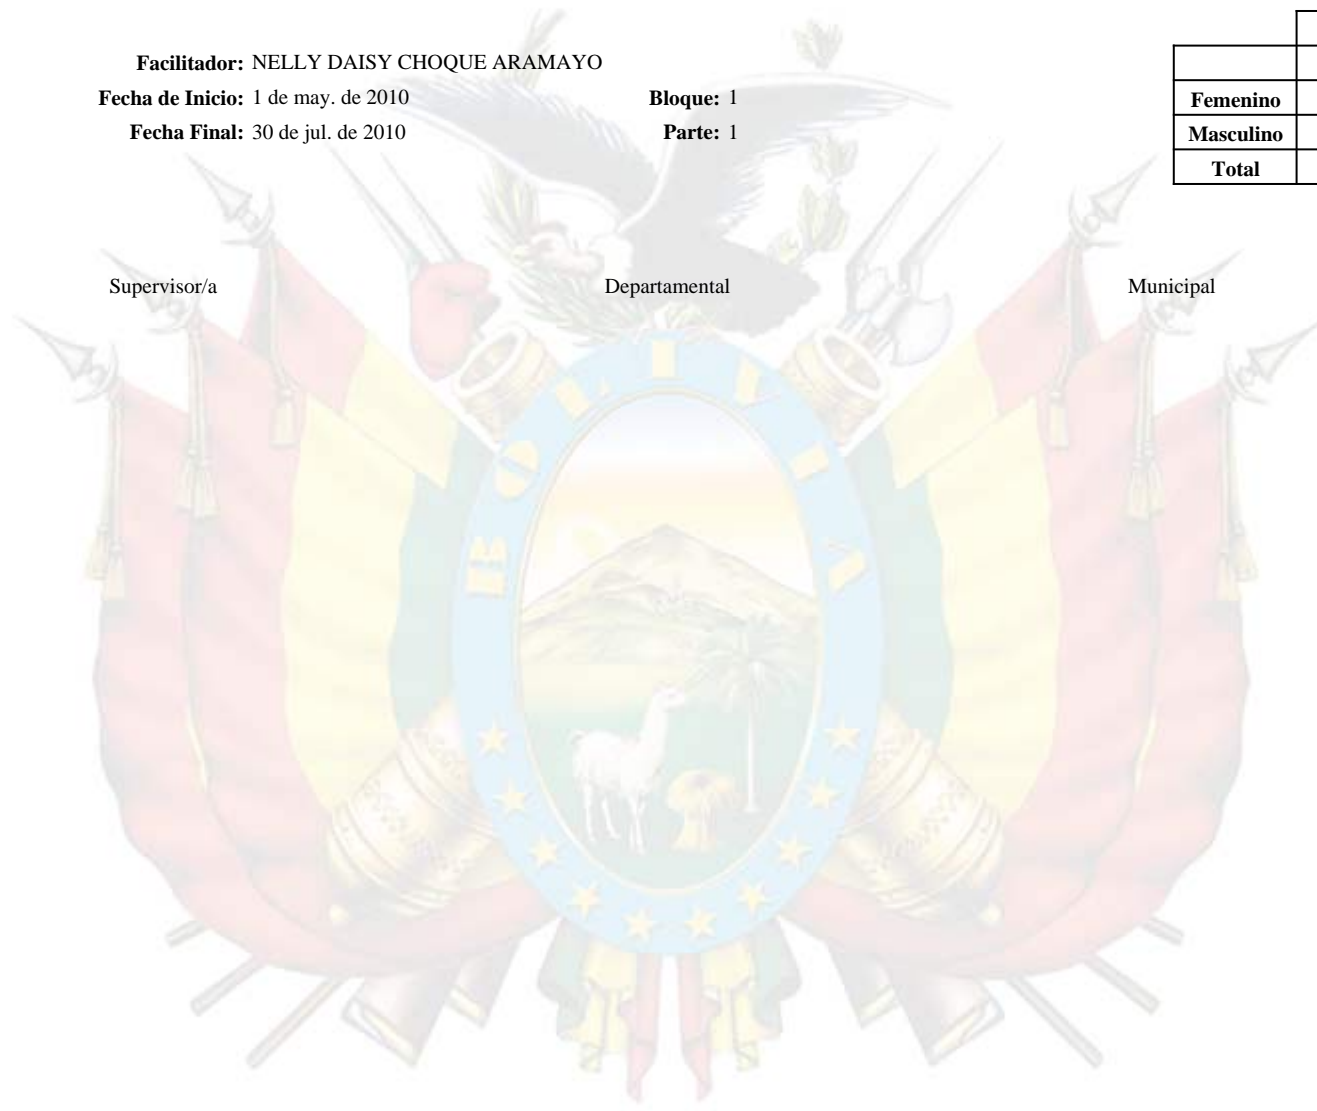 Facilitador: NELLY DAISY CHOQUE ARAMAYO
Fecha de Inicio: 1 de may. de 2010 Bloque: 1
Fecha Final: 30 de jul. de 2010 Parte: 1
Femenino
Masculino
Total
Supervisor/a Departamental Municipal
BOLIVIA